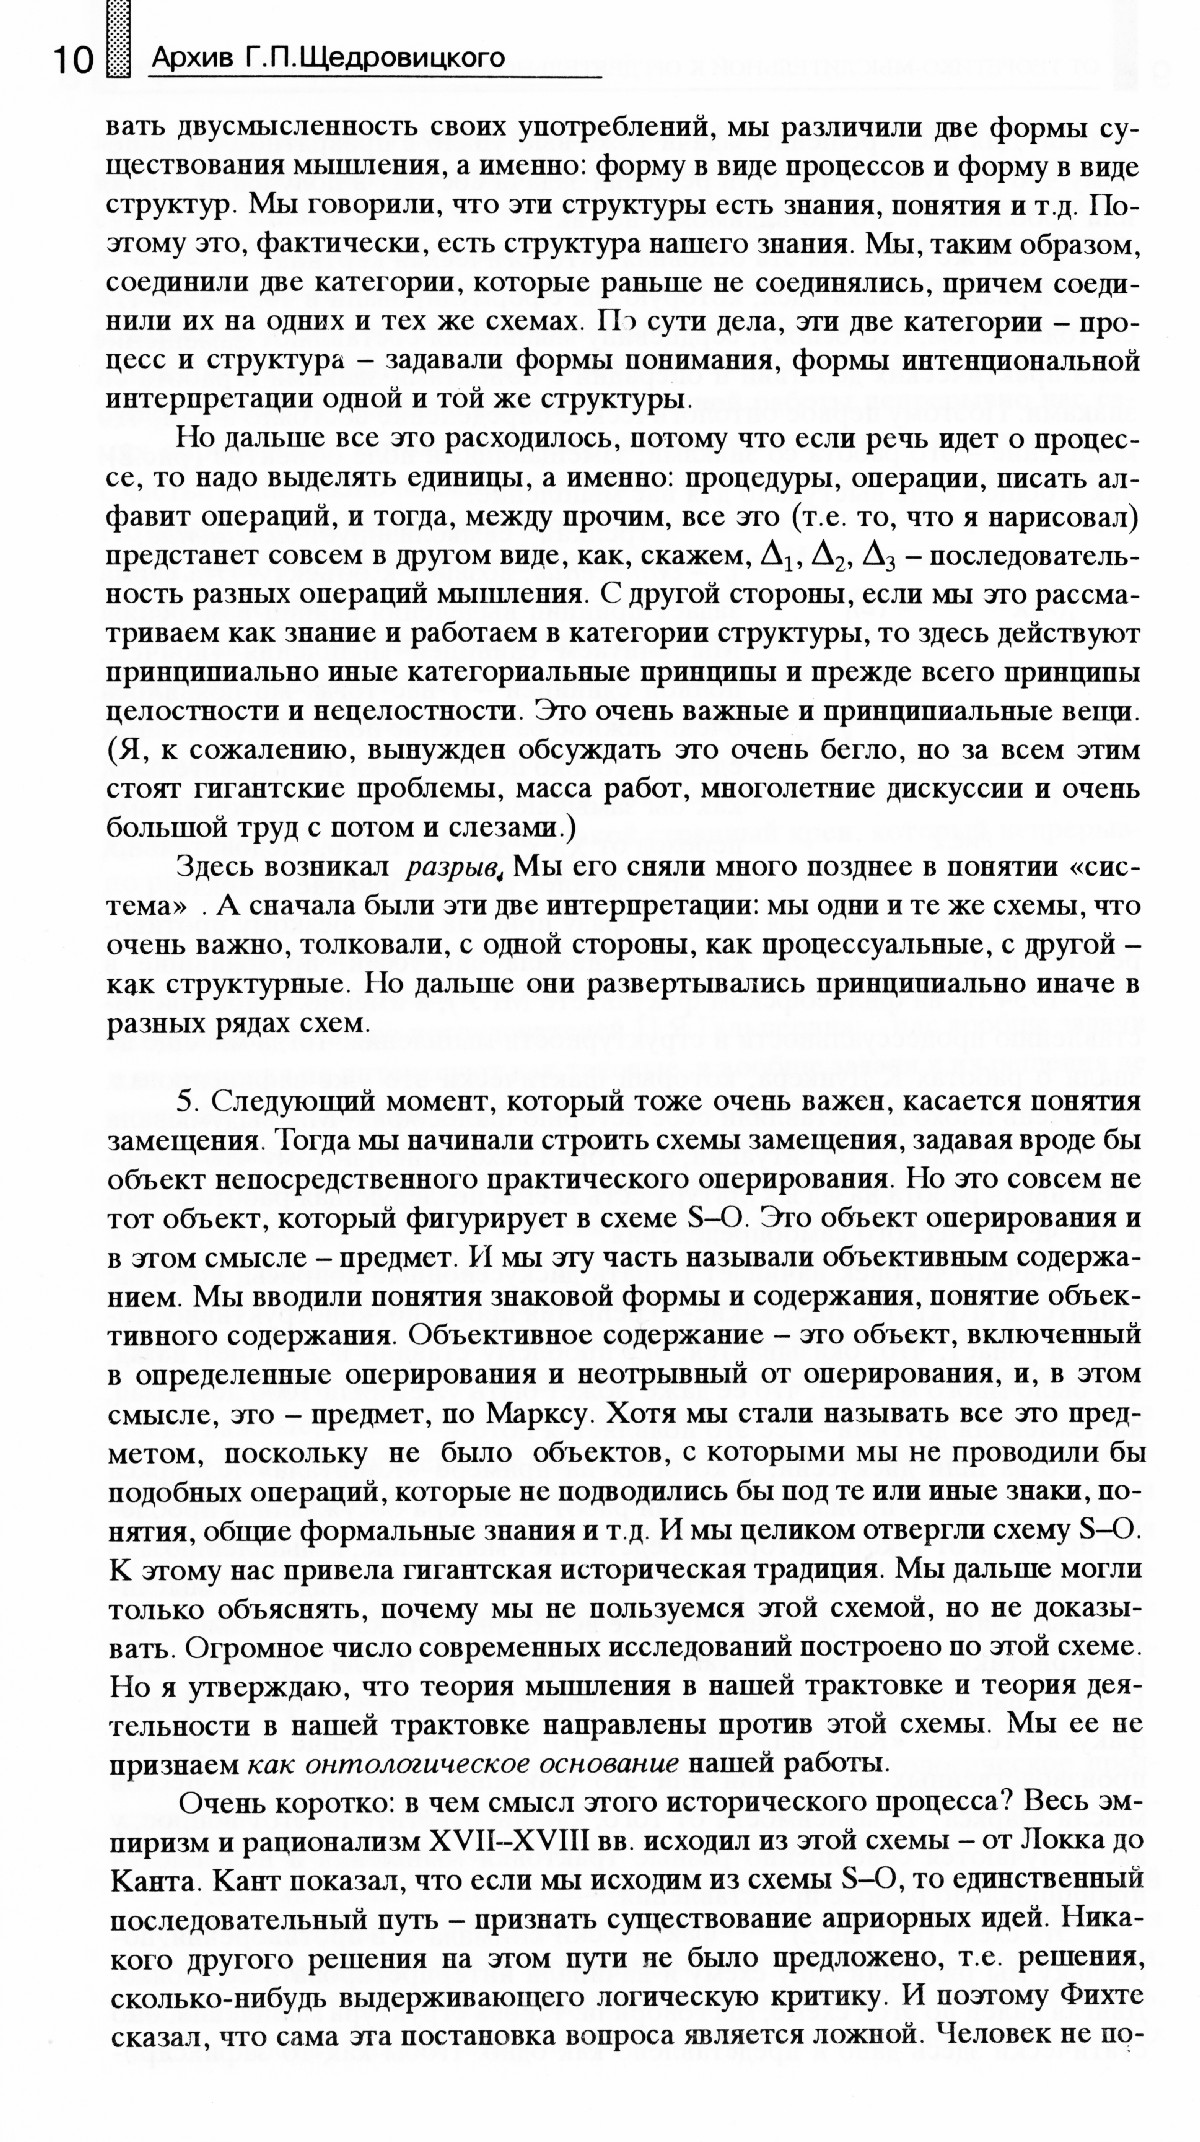 10
Архив Г.П.Щедровицкого
вать двусмысленность своих употреблений, мы различили две формы су-
ществования мышления, а именно: форму в виде процессов и форму в виде
структур. Мы говорили, что эти структуры есть знания, понятия и т.д. По-
этому это, фактически, есть структура нашего знания. Мы, таким образом,
соединили две категории, которые раньше не соединялись, причем соеди-
нили их на одних и тех же схемах. По сути дела, эти две категории – про-
цесс и структура – задавали формы понимания, формы интенциональной
интерпретации одной и той же структуры.
Но дальше все это расходилось, потому что если речь идет о процес-
се, то надо выделять единицы, а именно: процедуры, операции, писать ал-
фавит операций, и тогда, между прочим, все это (т.е. то, что я нарисовал)
предстанет совсем в другом виде, как, скажем, Δ₁, Δ₂, Δ₃ – последователь-
ность разных операций мышления. С другой стороны, если мы это рассма-
триваем как знание и работаем в категории структуры, то здесь действуют
принципиально иные категориальные принципы и прежде всего принципы
целостности и нецелостности. Это очень важные и принципиальные вещи.
(Я, к сожалению, вынужден обсуждать это очень бегло, но за всем этим
стоят гигантские проблемы, масса работ, многолетние дискуссии и очень
большой труд с потом и слезами.)
Здесь возникал разрыв. Мы его сняли много позднее в понятии «сис-
тема» . А сначала были эти две интерпретации: мы одни и те же схемы, что
очень важно, толковали, с одной стороны, как процессуальные, с другой –
как структурные. Но дальше они развертывались принципиально иначе в
разных рядах схем.
5. Следующий момент, который тоже очень важен, касается понятия
замещения. Тогда мы начинали строить схемы замещения, задавая вроде бы
объект непосредственного практического оперирования. Но это совсем не
тот объект, который фигурирует в схеме S–O. Это объект оперирования и
в этом смысле – предмет. И мы эту часть называли объективным содержа-
нием. Мы вводили понятия знаковой формы и содержания, понятие объек-
тивного содержания. Объективное содержание – это объект, включенный
в определенные оперирования и неотрывный от оперирования, и, в этом
смысле, это – предмет, по Марксу. Хотя мы стали называть все это пред-
метом, поскольку не было объектов, с которыми мы не проводили бы
подобных операций, которые не подводились бы под те или иные знаки, по-
нятия, общие формальные знания и т.д. И мы целиком отвергли схему S–O.
К этому нас привела гигантская историческая традиция. Мы дальше могли
только объяснять, почему мы не пользуемся этой схемой, но не доказы-
вать. Огромное число современных исследований построено по этой схеме.
Но я утверждаю, что теория мышления в нашей трактовке и теория дея-
тельности в нашей трактовке направлены против этой схемы. Мы ее не
признаем как онтологическое основание нашей работы.
Очень коротко: в чем смысл этого исторического процесса? Весь эм-
пиризм и рационализм XVII–XVIII вв. исходил из этой схемы – от Локка до
Канта. Кант показал, что если мы исходим из схемы S–O, то единственный
последовательный путь – признать существование априорных идей. Ника-
кого другого решения на этом пути не было предложено, т.е. решения,
сколько-нибудь выдерживающего логическую критику. И поэтому Фихте
сказал, что сама эта постановка вопроса является ложной. Человек не по-